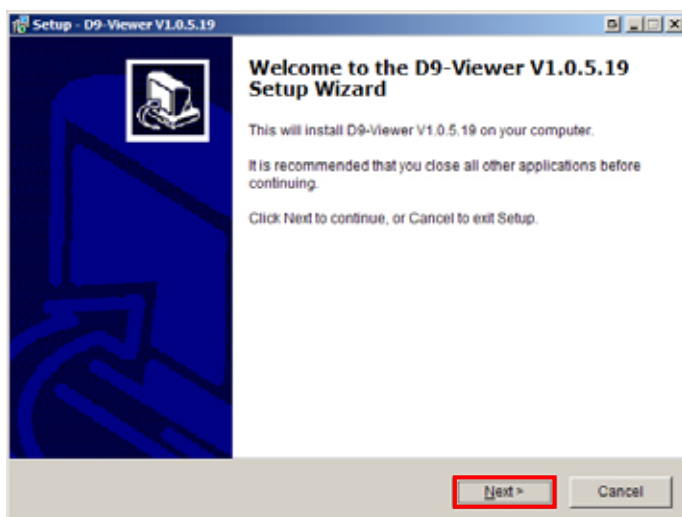 Setup - D9-Viewer V1.0.5.19
Welcome to the D9-Viewer V1.0.5.19
Setup Wizard
This will install D9-Viewer V1.0.5.19 on your computer.
It is recommended that you close all other applications before
continuing.
Click Next to continue, or Cancel to exit Setup.
Next >
Cancel